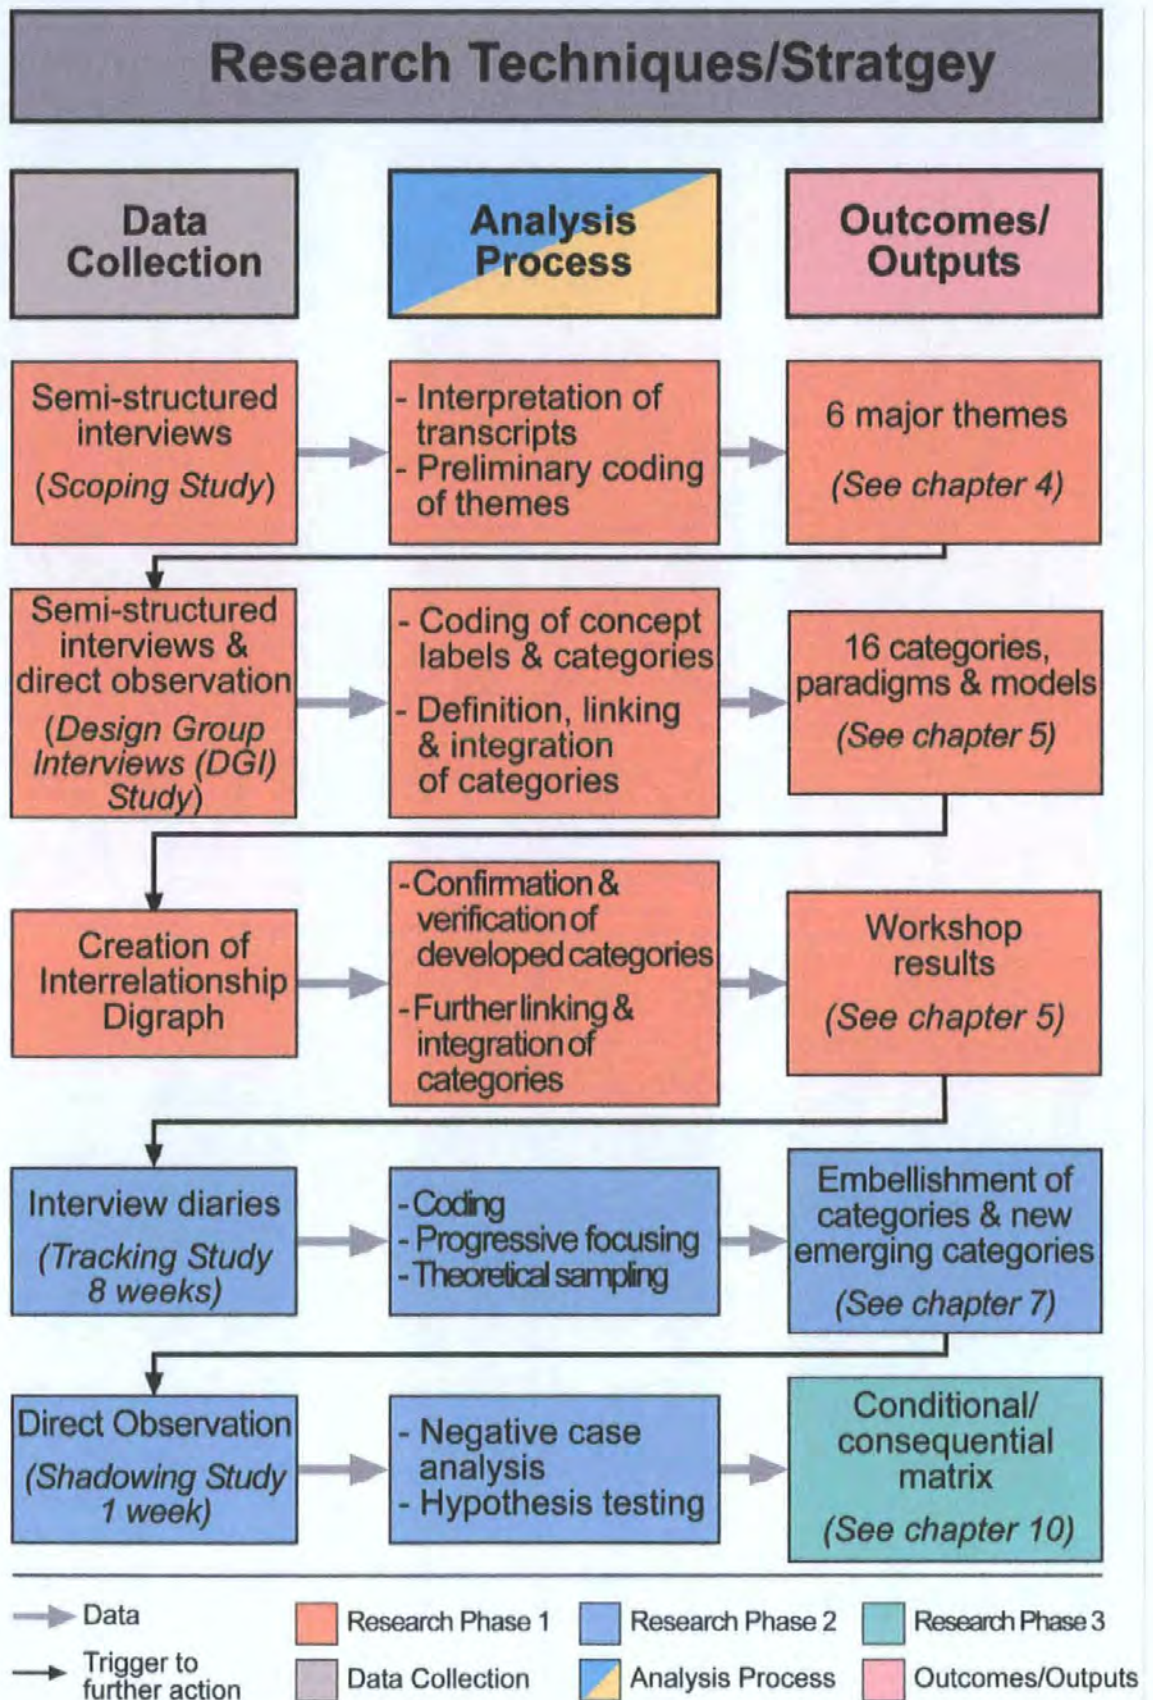 Research Techniques/Stratgey
Data
Collection
Analysis
Process
Outcomes/
Outputs
Semi-structured
interviews
(Scoping Study)
- Interpretation of
transcripts
- Preliminary coding
of themes
6 major themes
(See chapter 4)
Semi-structured
interviews &
direct observation
(Design Group
Interviews (DGI)
Study)
- Coding of concept
labels & categories
- Definition, linking
& integration
of categories
16 categories,
paradigms & models
(See chapter 5)
Creation of
Interrelationship
Digraph
- Confirmation &
verification of
developed categories
- Further linking &
integration of
categories
Workshop
results
(See chapter 5)
Interview diaries
(Tracking Study
8 weeks)
- Coding
- Progressive focusing
- Theoretical sampling
Embellishment of
categories & new
emerging categories
(See chapter 7)
Direct Observation
(Shadowing Study
1 week)
- Negative case
analysis
- Hypothesis testing
Conditional/
consequential
matrix
(See chapter 10)
Data
Research Phase 1
Research Phase 2
Research Phase 3
Trigger to
further action
Data Collection
Analysis Process
Outcomes/Outputs